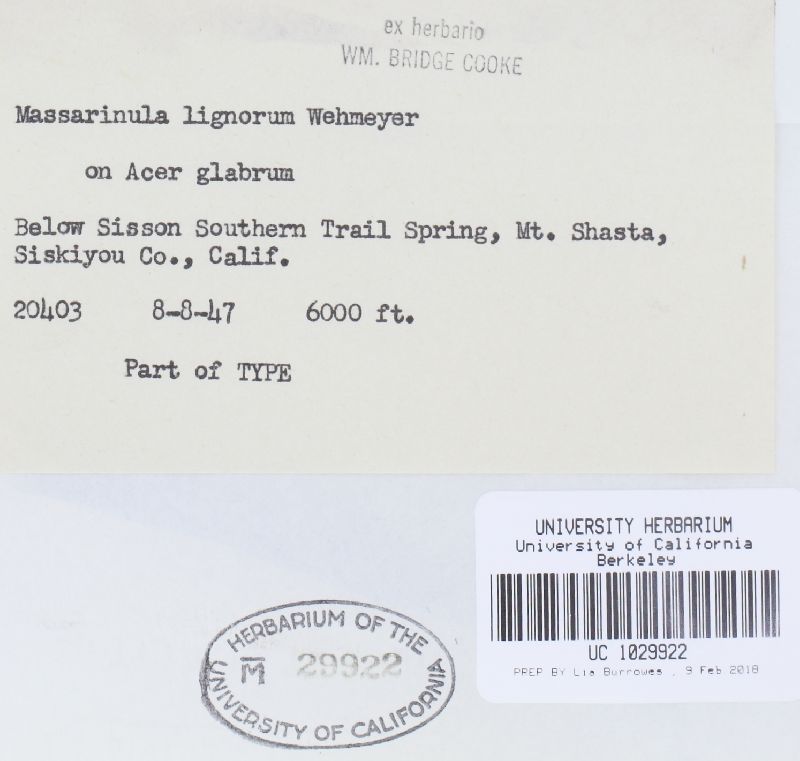 ex herbario
WM. BRIDGE COOKE
Massarinula lignorum Wehmeyer
on Acer glabrum
Below Sisson Southern Trail Spring, Mt. Shasta,
Siskiyou Co., Calif.
20403 8-8-47 6000 ft.
Part of TYPE
UNIVERSITY HERBARIUM
University of California
Berkeley
UC 1029922
PREP BY Lia Burrowes , 9 Feb 2018
HERBARIUM OF THE
M 29922
UNIVERSITY OF CALIFORNIA